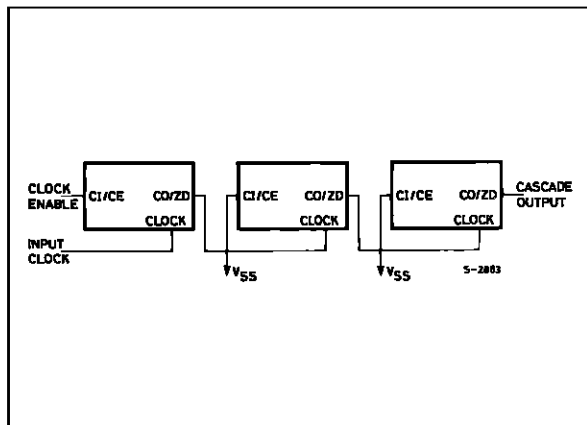 CLOCK ENABLE
CI/CE CO/ZD
CLOCK
CI/CE CO/ZD
CLOCK
CI/CE CO/ZD
CLOCK
CASCADE OUTPUT
INPUT CLOCK
VSS
VSS
S-2883